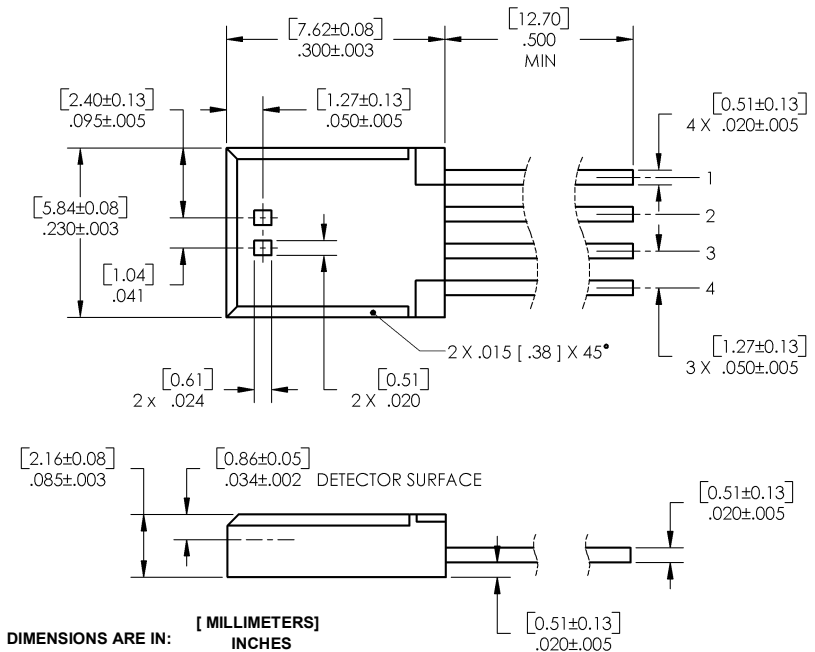 [12.70]
.500
MIN
[7.62±0.08]
.300±.003
[2.40±0.13]
.095±.005
[1.27±0.13]
.050±.005
[0.51±0.13]
4 X .020±.005
1
[5.84±0.08]
.230±.003
2
3
[1.04]
.041
4
2 X .015 [ .38 ] X 45°
[1.27±0.13]
3 X .050±.005
[0.61]
2 x .024
[0.51]
2 X .020
[2.16±0.08]
.085±.003
[0.86±0.05]
.034±.002 DETECTOR SURFACE
[0.51±0.13]
.020±.005
[0.51±0.13]
.020±.005
DIMENSIONS ARE IN:
[ MILLIMETERS]
INCHES